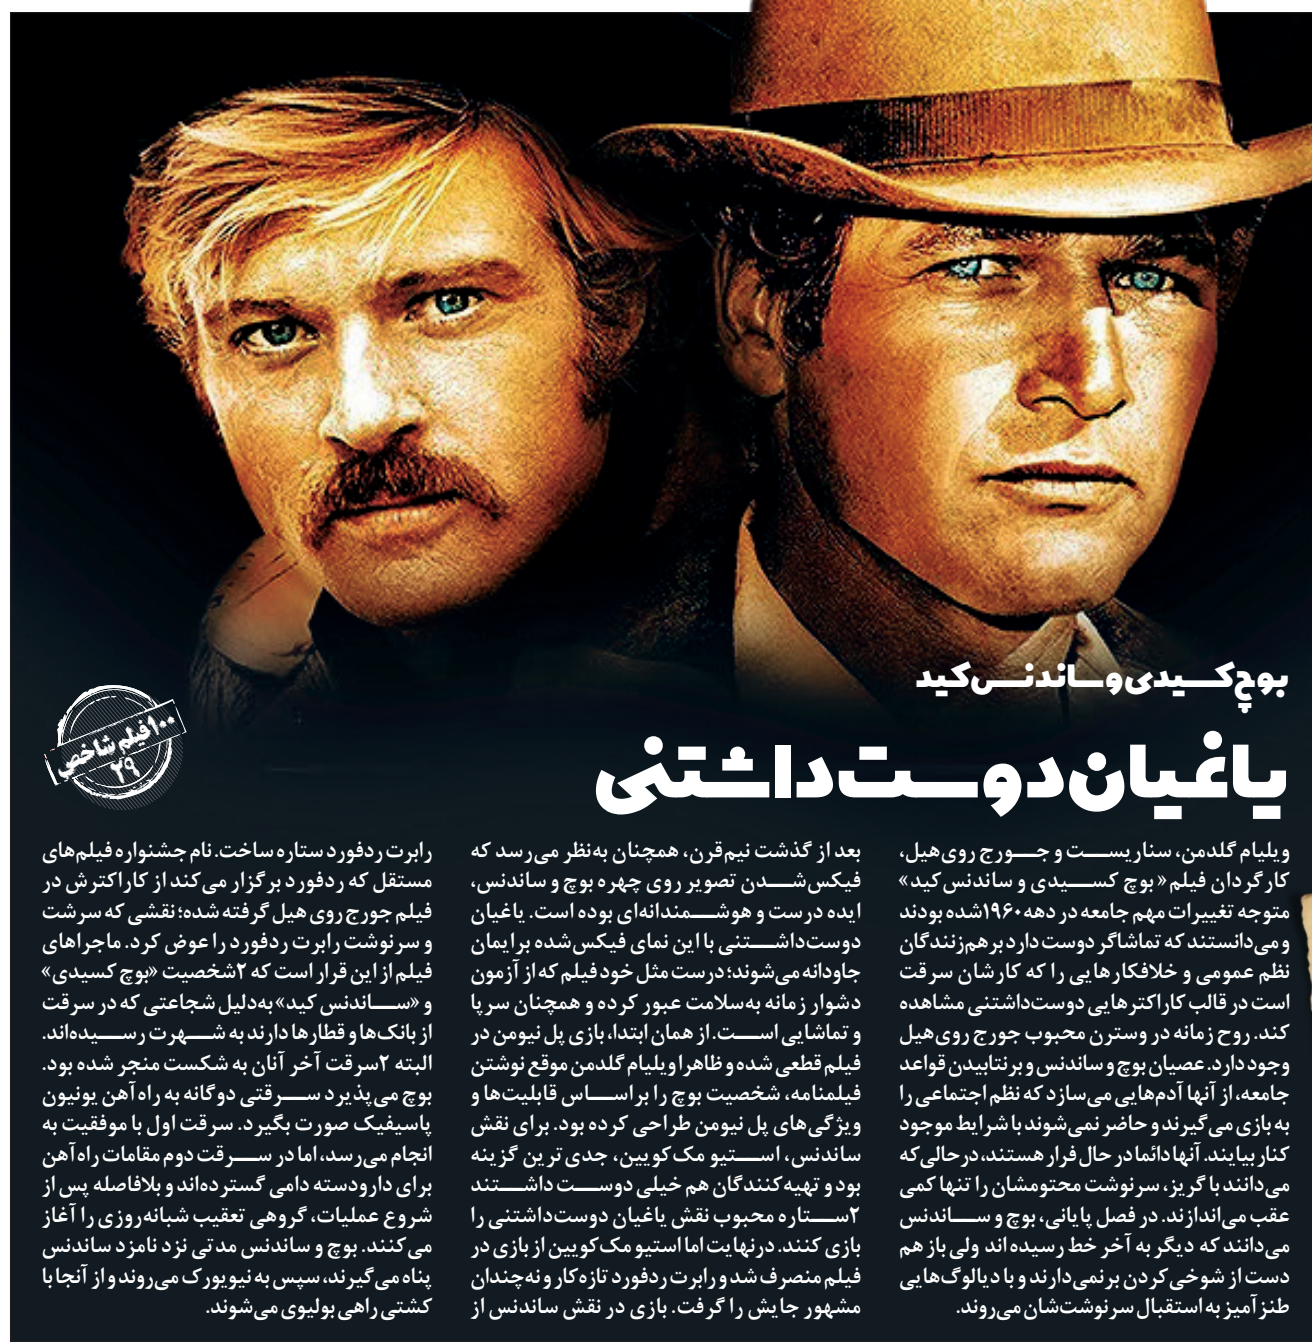 بوچ‌کسیدی و ساندنس‌کید
یاغیان دوست‌داشتنی
۱۰۰ فیلم شاخص
۲۹
ویلیام گلدمن، سناریست و جورج روی‌هیل،
کارگردان فیلم «بوچ کسیدی و ساندنس‌کید»
متوجه تغییرات مهم جامعه در دهه ۱۹۶۰شده بودند
و می‌دانستند که تماشاگر دوست دارد برهم‌زنندگان
نظم عمومی و خلافکارهایی را که کارشان سرقت
است در قالب کاراکترهایی دوست‌داشتنی مشاهده
کند. روح زمانه در وسترن محبوب جورج روی‌هیل
وجود دارد. عصیان بوچ و ساندنس و برنتابیدن قواعد
جامعه، از آنها آدم‌هایی می‌سازد که نظم اجتماعی را
به بازی می‌گیرند و حاضر نمی‌شوند با شرایط موجود
کنار بیایند. آنها دائما در حال فرار هستند، در حالی‌که
می‌دانند با گریز، سرنوشت محتومشان را تنها کمی
عقب می‌اندازند. در فصل پایانی، بوچ و ساندنس
می‌دانند که دیگر به آخر خط رسیده‌اند ولی باز هم
دست از شوخی‌کردن برنمی‌دارند و با دیالوگ‌هایی
طنزآمیز به استقبال سرنوشت‌شان می‌روند.
بعد از گذشت نیم‌قرن، همچنان به‌نظر می‌رسد که
فیکس‌شدن تصویر روی چهره بوچ و ساندنس،
ایده درست و هوشمندانه‌ای بوده است. یاغیان
دوست‌داشتنی با این نمای فیکس‌شده برایمان
جاودانه می‌شوند؛ درست مثل خود فیلم که از آزمون
دشوار زمانه به‌سلامت عبور کرده و همچنان سرپا
و تماشایی است. از همان ابتدا، بازی پل نیومن در
فیلم قطعی شده و ظاهرا ویلیام گلدمن موقع نوشتن
فیلمنامه، شخصیت بوچ را براساس قابلیت‌ها و
ویژگی‌های پل نیومن طراحی کرده بود. برای نقش
ساندنس، استیو مک‌کویین، جدی‌ترین گزینه
بود و تهیه‌کنندگان هم خیلی دوست داشتند
۲ستاره محبوب نقش یاغیان دوست‌داشتنی را
بازی کنند. درنهایت اما استیو مک‌کویین از بازی در
فیلم منصرف شد و رابرت ردفورد تازه‌کار و نه‌چندان
مشهور جایش را گرفت. بازی در نقش ساندنس از
رابرت ردفورد ستاره ساخت. نام جشنواره فیلم‌های
مستقل که ردفورد برگزار می‌کند از کاراکترش در
فیلم جورج روی هیل گرفته شده؛ نقشی که سرشت
و سرنوشت رابرت ردفورد را عوض کرد. ماجراهای
فیلم از این قرار است که ۲شخصیت «بوچ کسیدی»
و «ساندنس کید» به‌دلیل شجاعتی که در سرقت
از بانک‌ها و قطارها دارند به شهرت رسیده‌اند.
البته ۲سرقت آخر آنان به شکست منجر شده بود.
بوچ می‌پذیرد سرقتی دوگانه به راه‌آهن یونیون
پاسیفیک صورت بگیرد. سرقت اول با موفقیت به
انجام می‌رسد، اما در سرقت دوم مقامات راه‌آهن
برای دارودسته دامی گسترده‌اند و بلافاصله پس از
شروع عملیات، گروهی تعقیب شبانه‌روزی را آغاز
می‌کنند. بوچ و ساندنس مدتی نزد نامزد ساندنس
پناه می‌گیرند، سپس به نیویورک می‌روند و از آنجا با
کشتی راهی بولیوی می‌شوند.